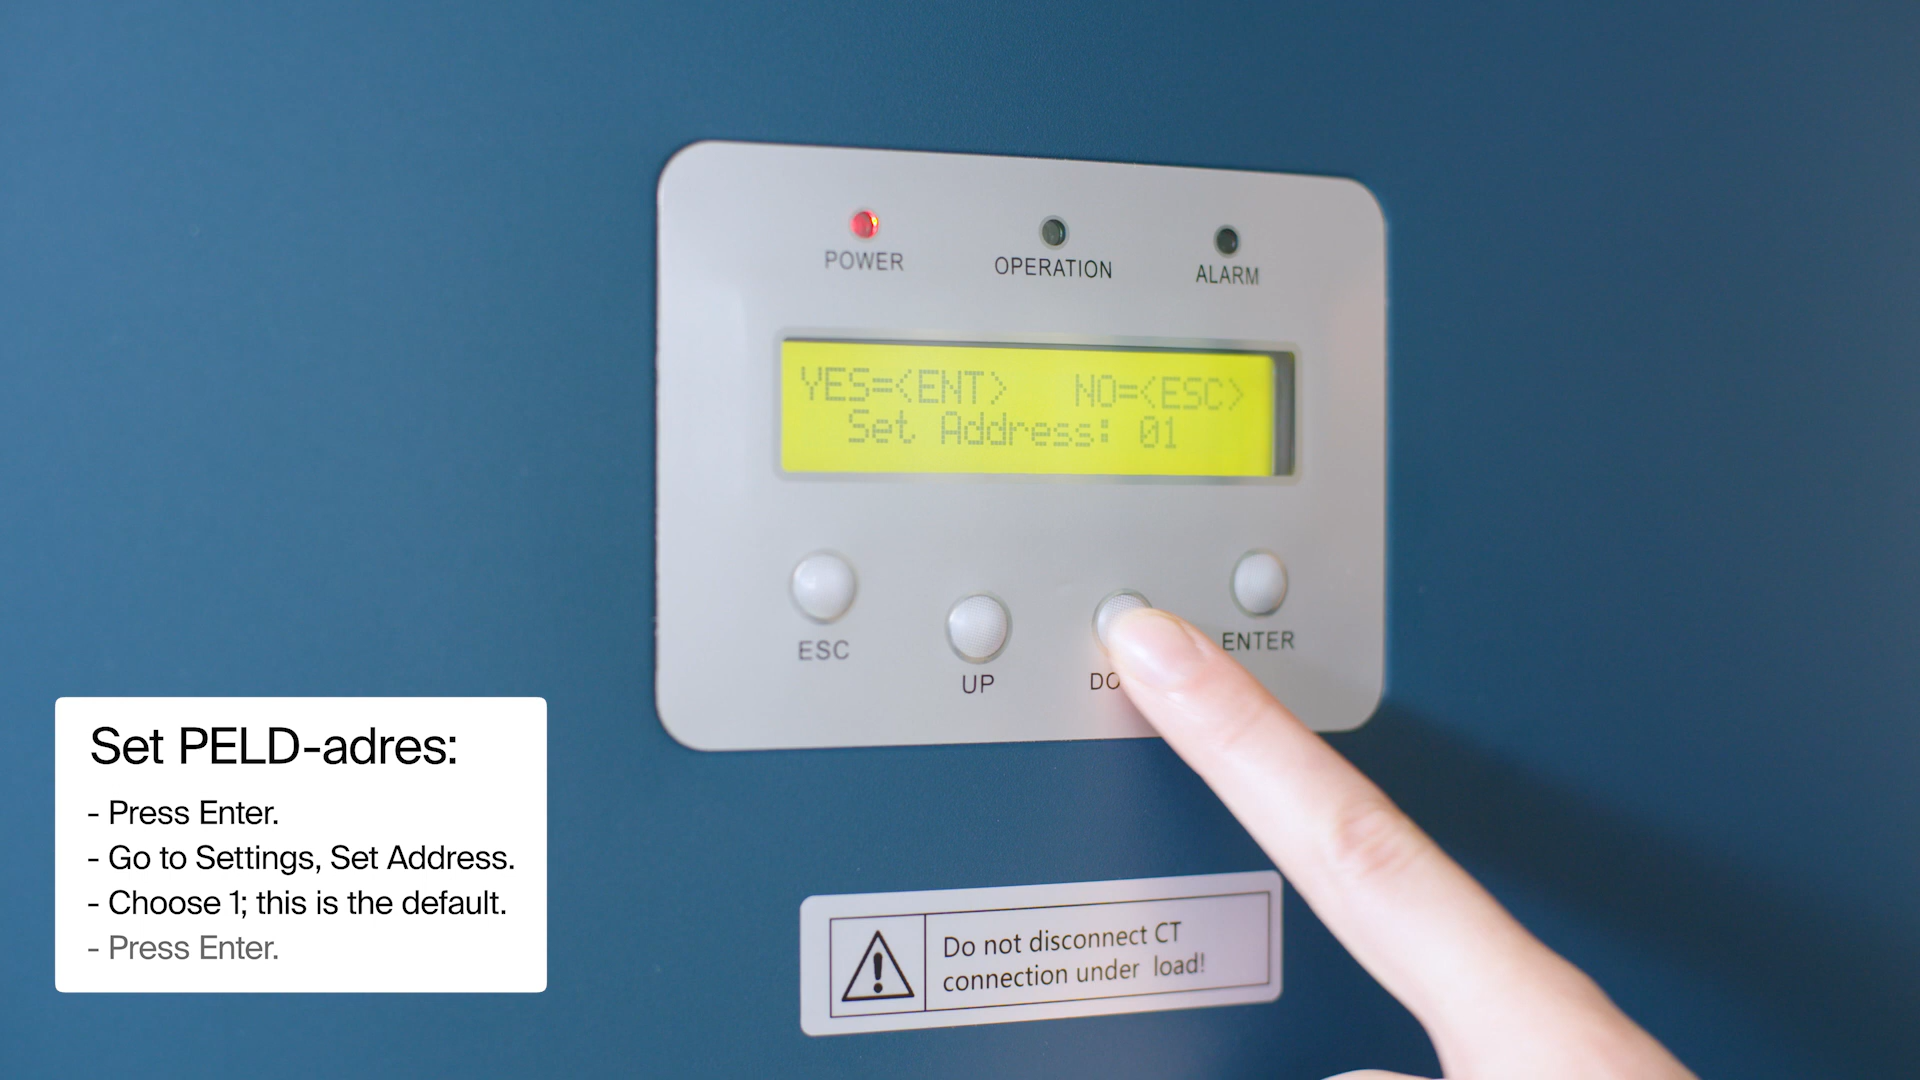 POWER
OPERATION
ALARM
YES=<ENT> NO=<ESC>
Set Address: 01
ESC
UP
ENTER
Set PELD-adres:
- Press Enter.
- Go to Settings, Set Address.
- Choose 1; this is the default.
- Press Enter.
Do not disconnect CT
connection under load!